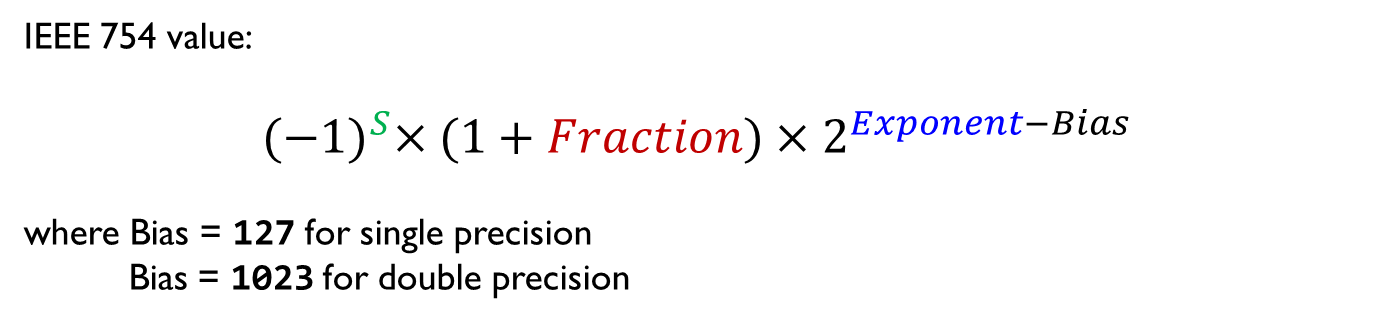 IEEE 754 value:
(−1)^S × (1 + Fraction) × 2^{Exponent−Bias}
where Bias = 127 for single precision
Bias = 1023 for double precision